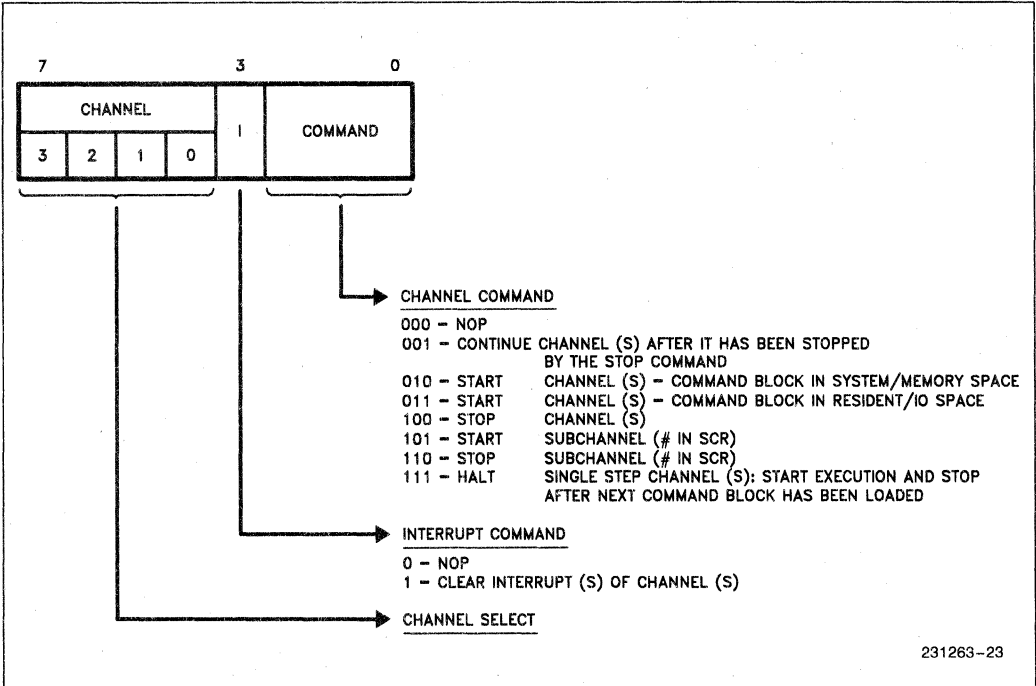 7 3 0
CHANNEL
I COMMAND
3 2 1 0
CHANNEL COMMAND
000 – NOP
001 – CONTINUE CHANNEL (S) AFTER IT HAS BEEN STOPPED
BY THE STOP COMMAND
010 – START CHANNEL (S) – COMMAND BLOCK IN SYSTEM/MEMORY SPACE
011 – START CHANNEL (S) – COMMAND BLOCK IN RESIDENT/IO SPACE
100 – STOP CHANNEL (S)
101 – START SUBCHANNEL (# IN SCR)
110 – STOP SUBCHANNEL (# IN SCR)
111 – HALT SINGLE STEP CHANNEL (S): START EXECUTION AND STOP
AFTER NEXT COMMAND BLOCK HAS BEEN LOADED
INTERRUPT COMMAND
0 – NOP
1 – CLEAR INTERRUPT (S) OF CHANNEL (S)
CHANNEL SELECT
231263–23